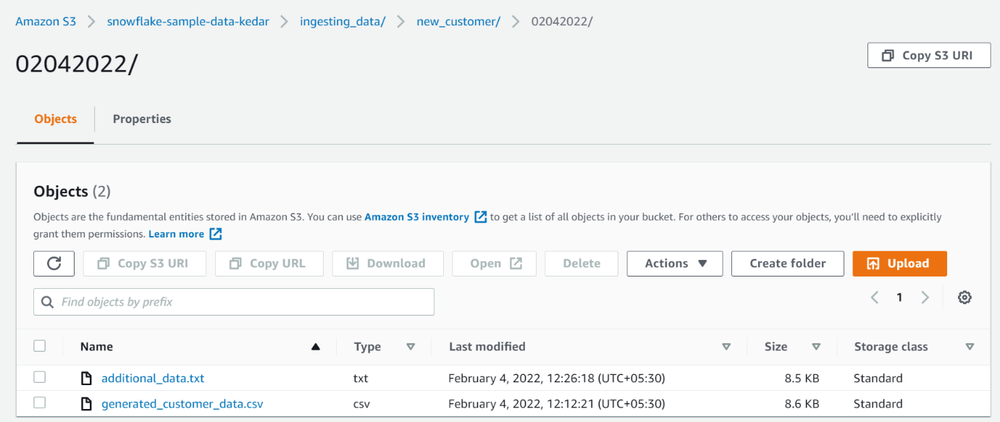 Amazon S3 > snowflake-sample-data-kedar > ingesting_data/ > new_customer/ > 02042022/
02042022/
Copy S3 URI
Objects Properties
Objects (2)
Objects are the fundamental entities stored in Amazon S3. You can use Amazon S3 inventory to get a list of all objects in your bucket. For others to access your objects, you'll need to explicitly
grant them permissions. Learn more
Copy S3 URI Copy URL Download Open Delete Actions Create folder Upload
Find objects by prefix
1
Name Type Last modified Size Storage class
additional_data.txt txt February 4, 2022, 12:26:18 (UTC+05:30) 8.5 KB Standard
generated_customer_data.csv csv February 4, 2022, 12:12:21 (UTC+05:30) 8.6 KB Standard